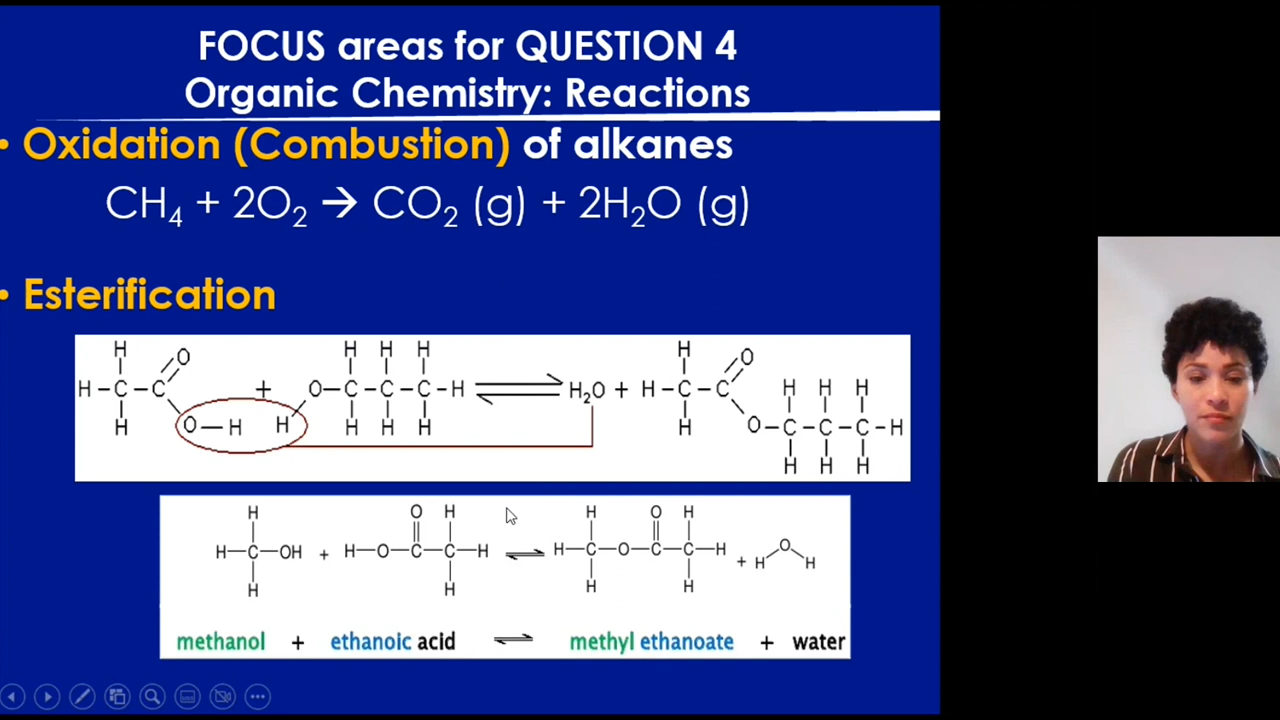 FOCUS areas for QUESTION 4
Organic Chemistry: Reactions
• Oxidation (Combustion) of alkanes
CH₄ + 2O₂ → CO₂ (g) + 2H₂O (g)
• Esterification
H H H H H
H—C—C O + O—C—C—C—H ⇌ H₂O + H—C—C O H H H
H O—H H H H H H O—C—C—C—H
H H H
H O H H O H
H—C—OH + H—O—C—C—H ⇌ H—C—O—C—C—H + H O H
H H H H
methanol + ethanoic acid ⇌ methyl ethanoate + water